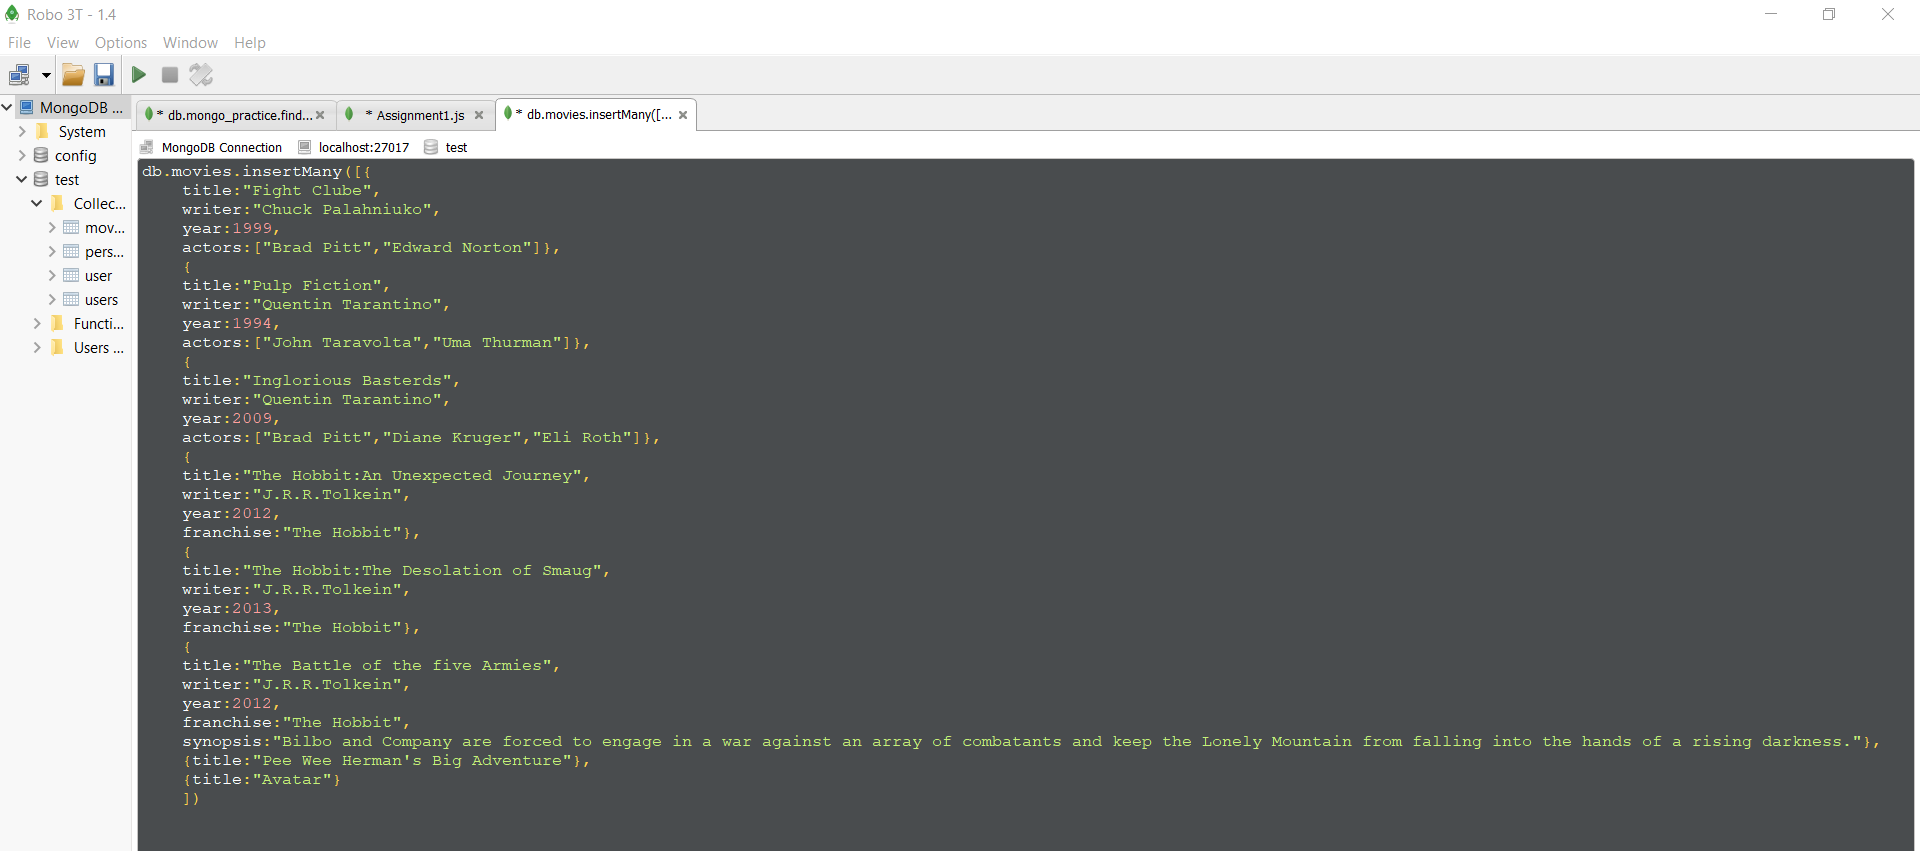 Robo 3T - 1.4
File View Options Window Help
MongoDB ...
System
config
test
Collec...
mov...
pers...
user
users
Functi...
Users ...
* db.mongo_practice.find... * Assignment1.js * db.movies.insertMany([...
MongoDB Connection localhost:27017 test
db.movies.insertMany([{
title:"Fight Clube",
writer:"Chuck Palahniuko",
year:1999,
actors:["Brad Pitt","Edward Norton"]},
{
title:"Pulp Fiction",
writer:"Quentin Tarantino",
year:1994,
actors:["John Taravolta","Uma Thurman"]},
{
title:"Inglorious Basterds",
writer:"Quentin Tarantino",
year:2009,
actors:["Brad Pitt","Diane Kruger","Eli Roth"]},
{
title:"The Hobbit:An Unexpected Journey",
writer:"J.R.R.Tolkein",
year:2012,
franchise:"The Hobbit"},
{
title:"The Hobbit:The Desolation of Smaug",
writer:"J.R.R.Tolkein",
year:2013,
franchise:"The Hobbit"},
{
title:"The Battle of the five Armies",
writer:"J.R.R.Tolkein",
year:2012,
franchise:"The Hobbit",
synopsis:"Bilbo and Company are forced to engage in a war against an array of combatants and keep the Lonely Mountain from falling into the hands of a rising darkness."},
{title:"Pee Wee Herman's Big Adventure"},
{title:"Avatar"}
])